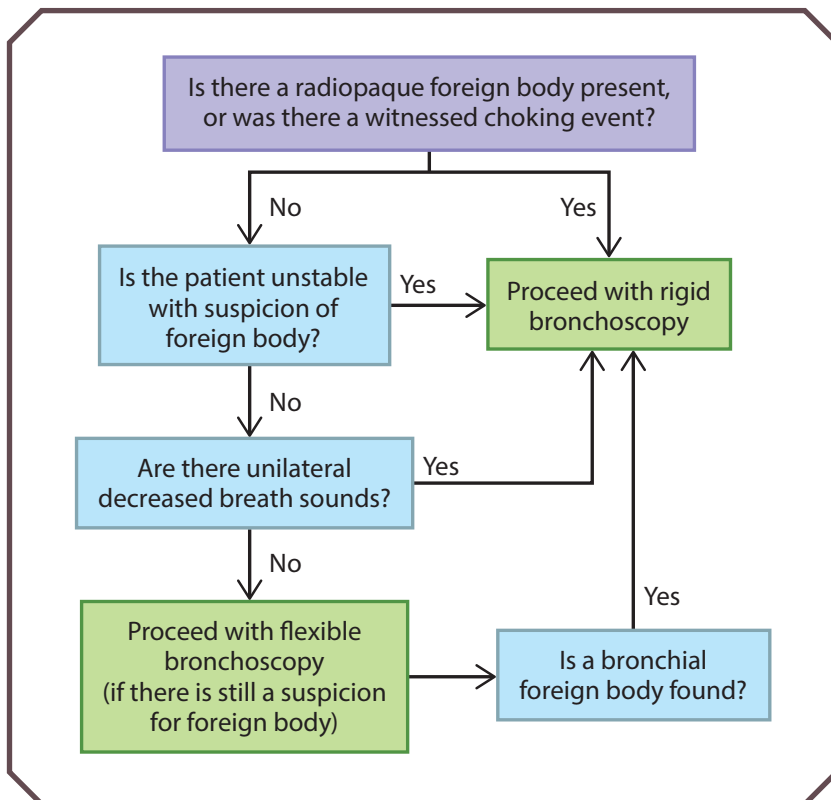 Is there a radiopaque foreign body present,
or was there a witnessed choking event?
No
Yes
Is the patient unstable
with suspicion of
foreign body?
Yes
Proceed with rigid
bronchoscopy
No
Are there unilateral
decreased breath sounds?
Yes
No
Proceed with flexible
bronchoscopy
(if there is still a suspicion
for foreign body)
Yes
Is a bronchial
foreign body found?